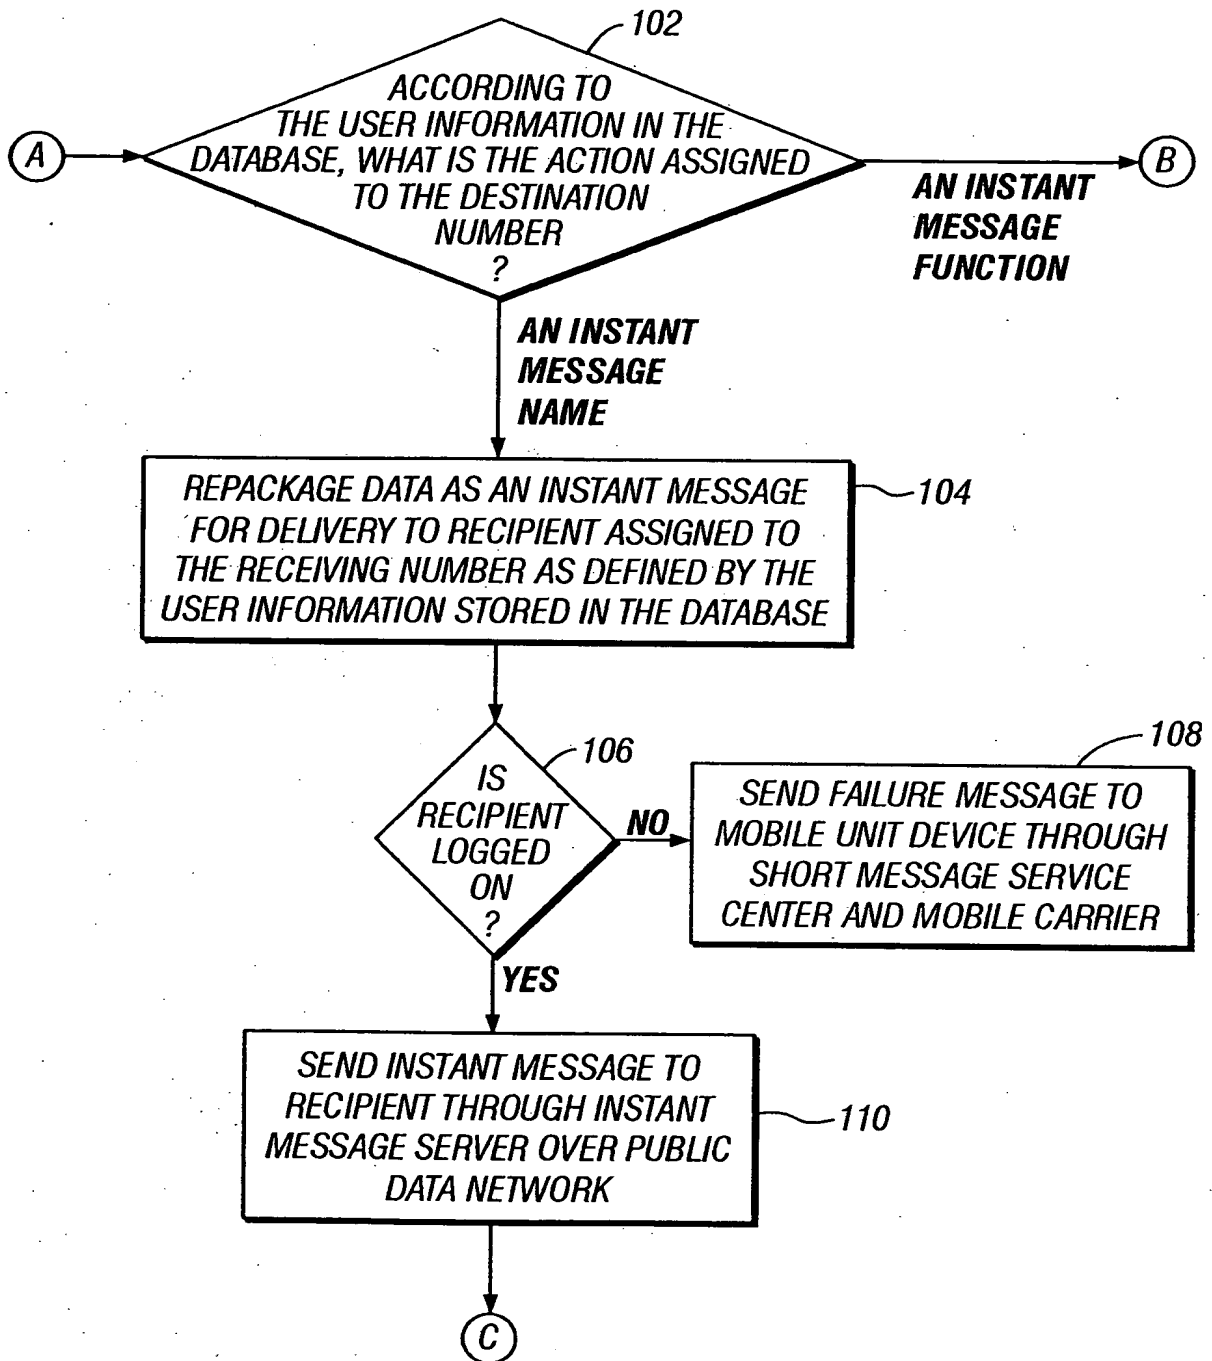 102
ACCORDING TO
THE USER INFORMATION IN THE
DATABASE, WHAT IS THE ACTION ASSIGNED
TO THE DESTINATION
NUMBER
?
A
B
AN INSTANT
MESSAGE
FUNCTION
AN INSTANT
MESSAGE
NAME
REPACKAGE DATA AS AN INSTANT MESSAGE
FOR DELIVERY TO RECIPIENT ASSIGNED TO
THE RECEIVING NUMBER AS DEFINED BY THE
USER INFORMATION STORED IN THE DATABASE
104
106
IS
RECIPIENT
LOGGED
ON
?
NO
108
SEND FAILURE MESSAGE TO
MOBILE UNIT DEVICE THROUGH
SHORT MESSAGE SERVICE
CENTER AND MOBILE CARRIER
YES
SEND INSTANT MESSAGE TO
RECIPIENT THROUGH INSTANT
MESSAGE SERVER OVER PUBLIC
DATA NETWORK
110
C